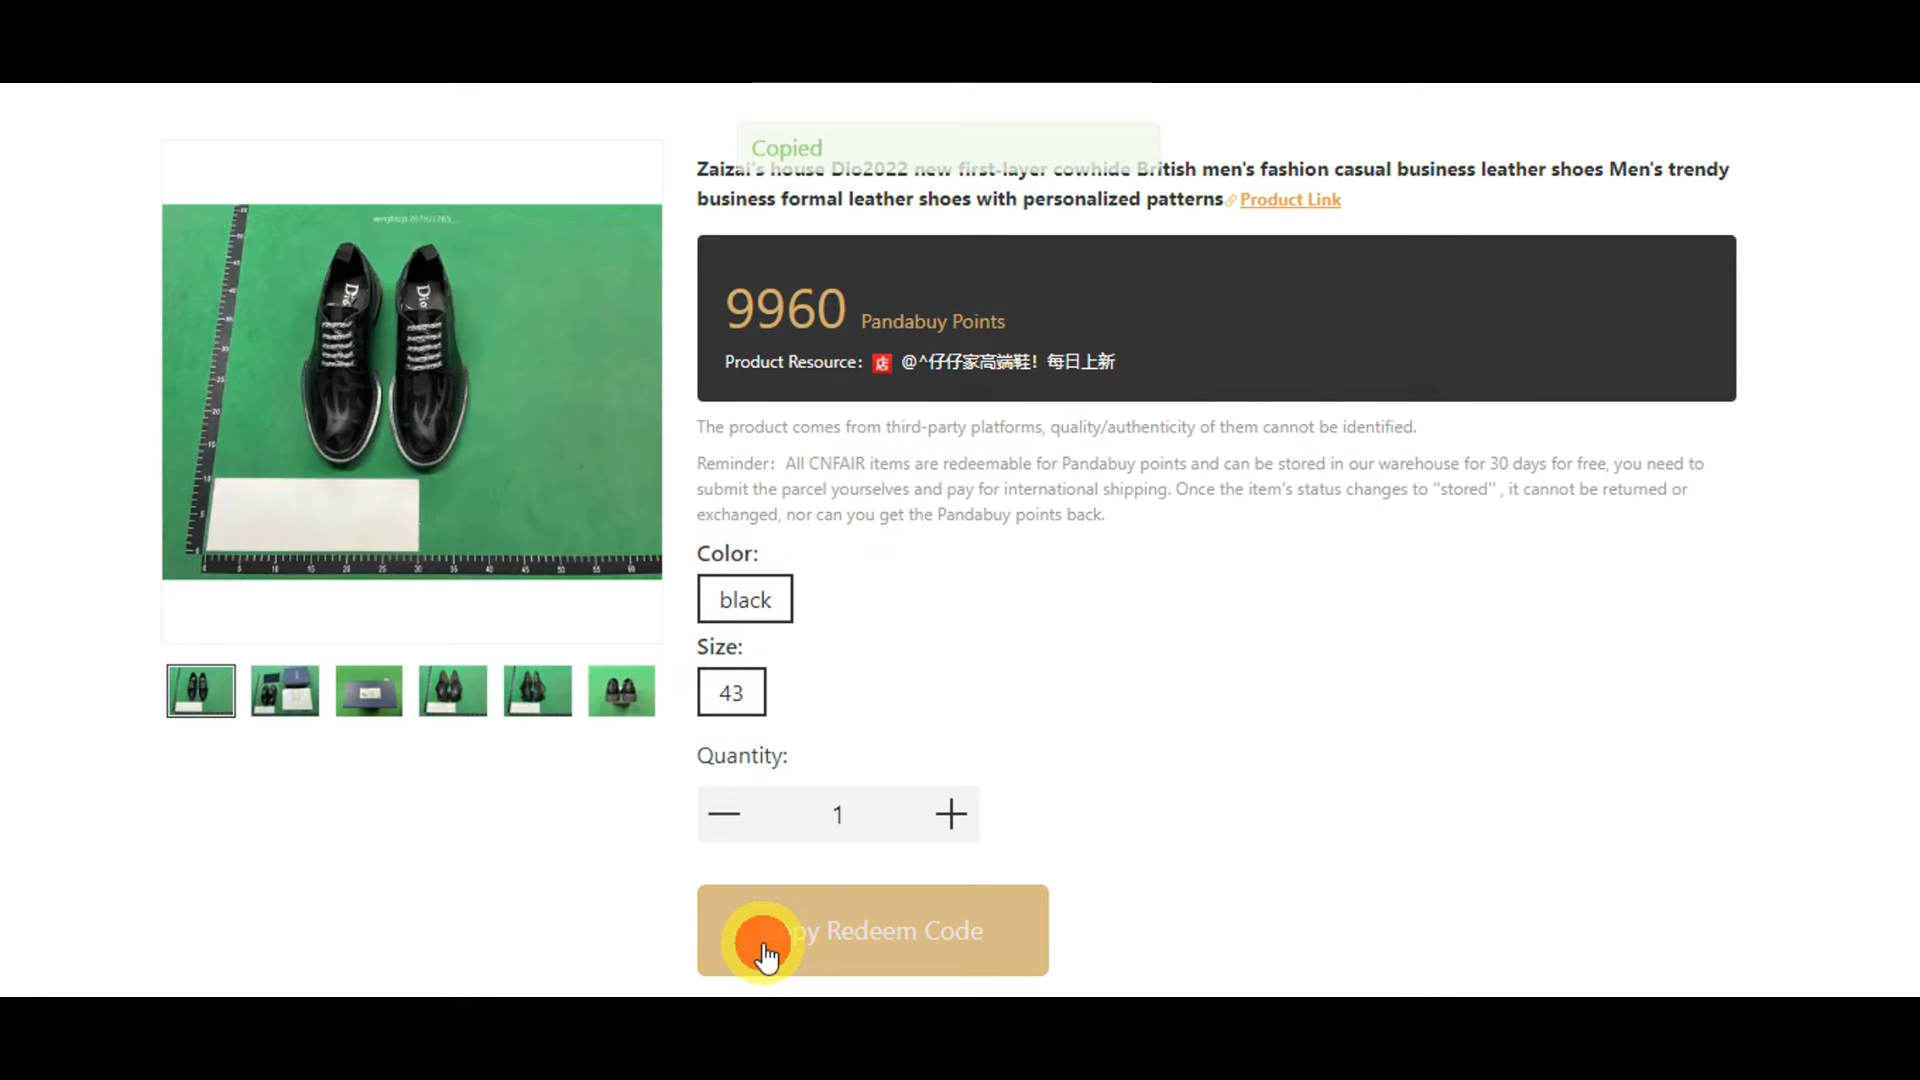 Copied
Zaizai's house Dio2022 new first-layer cowhide British men's fashion casual business leather shoes Men's trendy
business formal leather shoes with personalized patterns Product Link
9960 Pandabuy Points
Product Resource: 店 @^仔仔家高端鞋! 每日上新
The product comes from third-party platforms, quality/authenticity of them cannot be identified.
Reminder: All CNFAIR items are redeemable for Pandabuy points and can be stored in our warehouse for 30 days for free, you need to
submit the parcel yourselves and pay for international shipping. Once the item's status changes to "stored" , it cannot be returned or
exchanged, nor can you get the Pandabuy points back.
Color:
black
Size:
43
Quantity:
1
Redeem Code